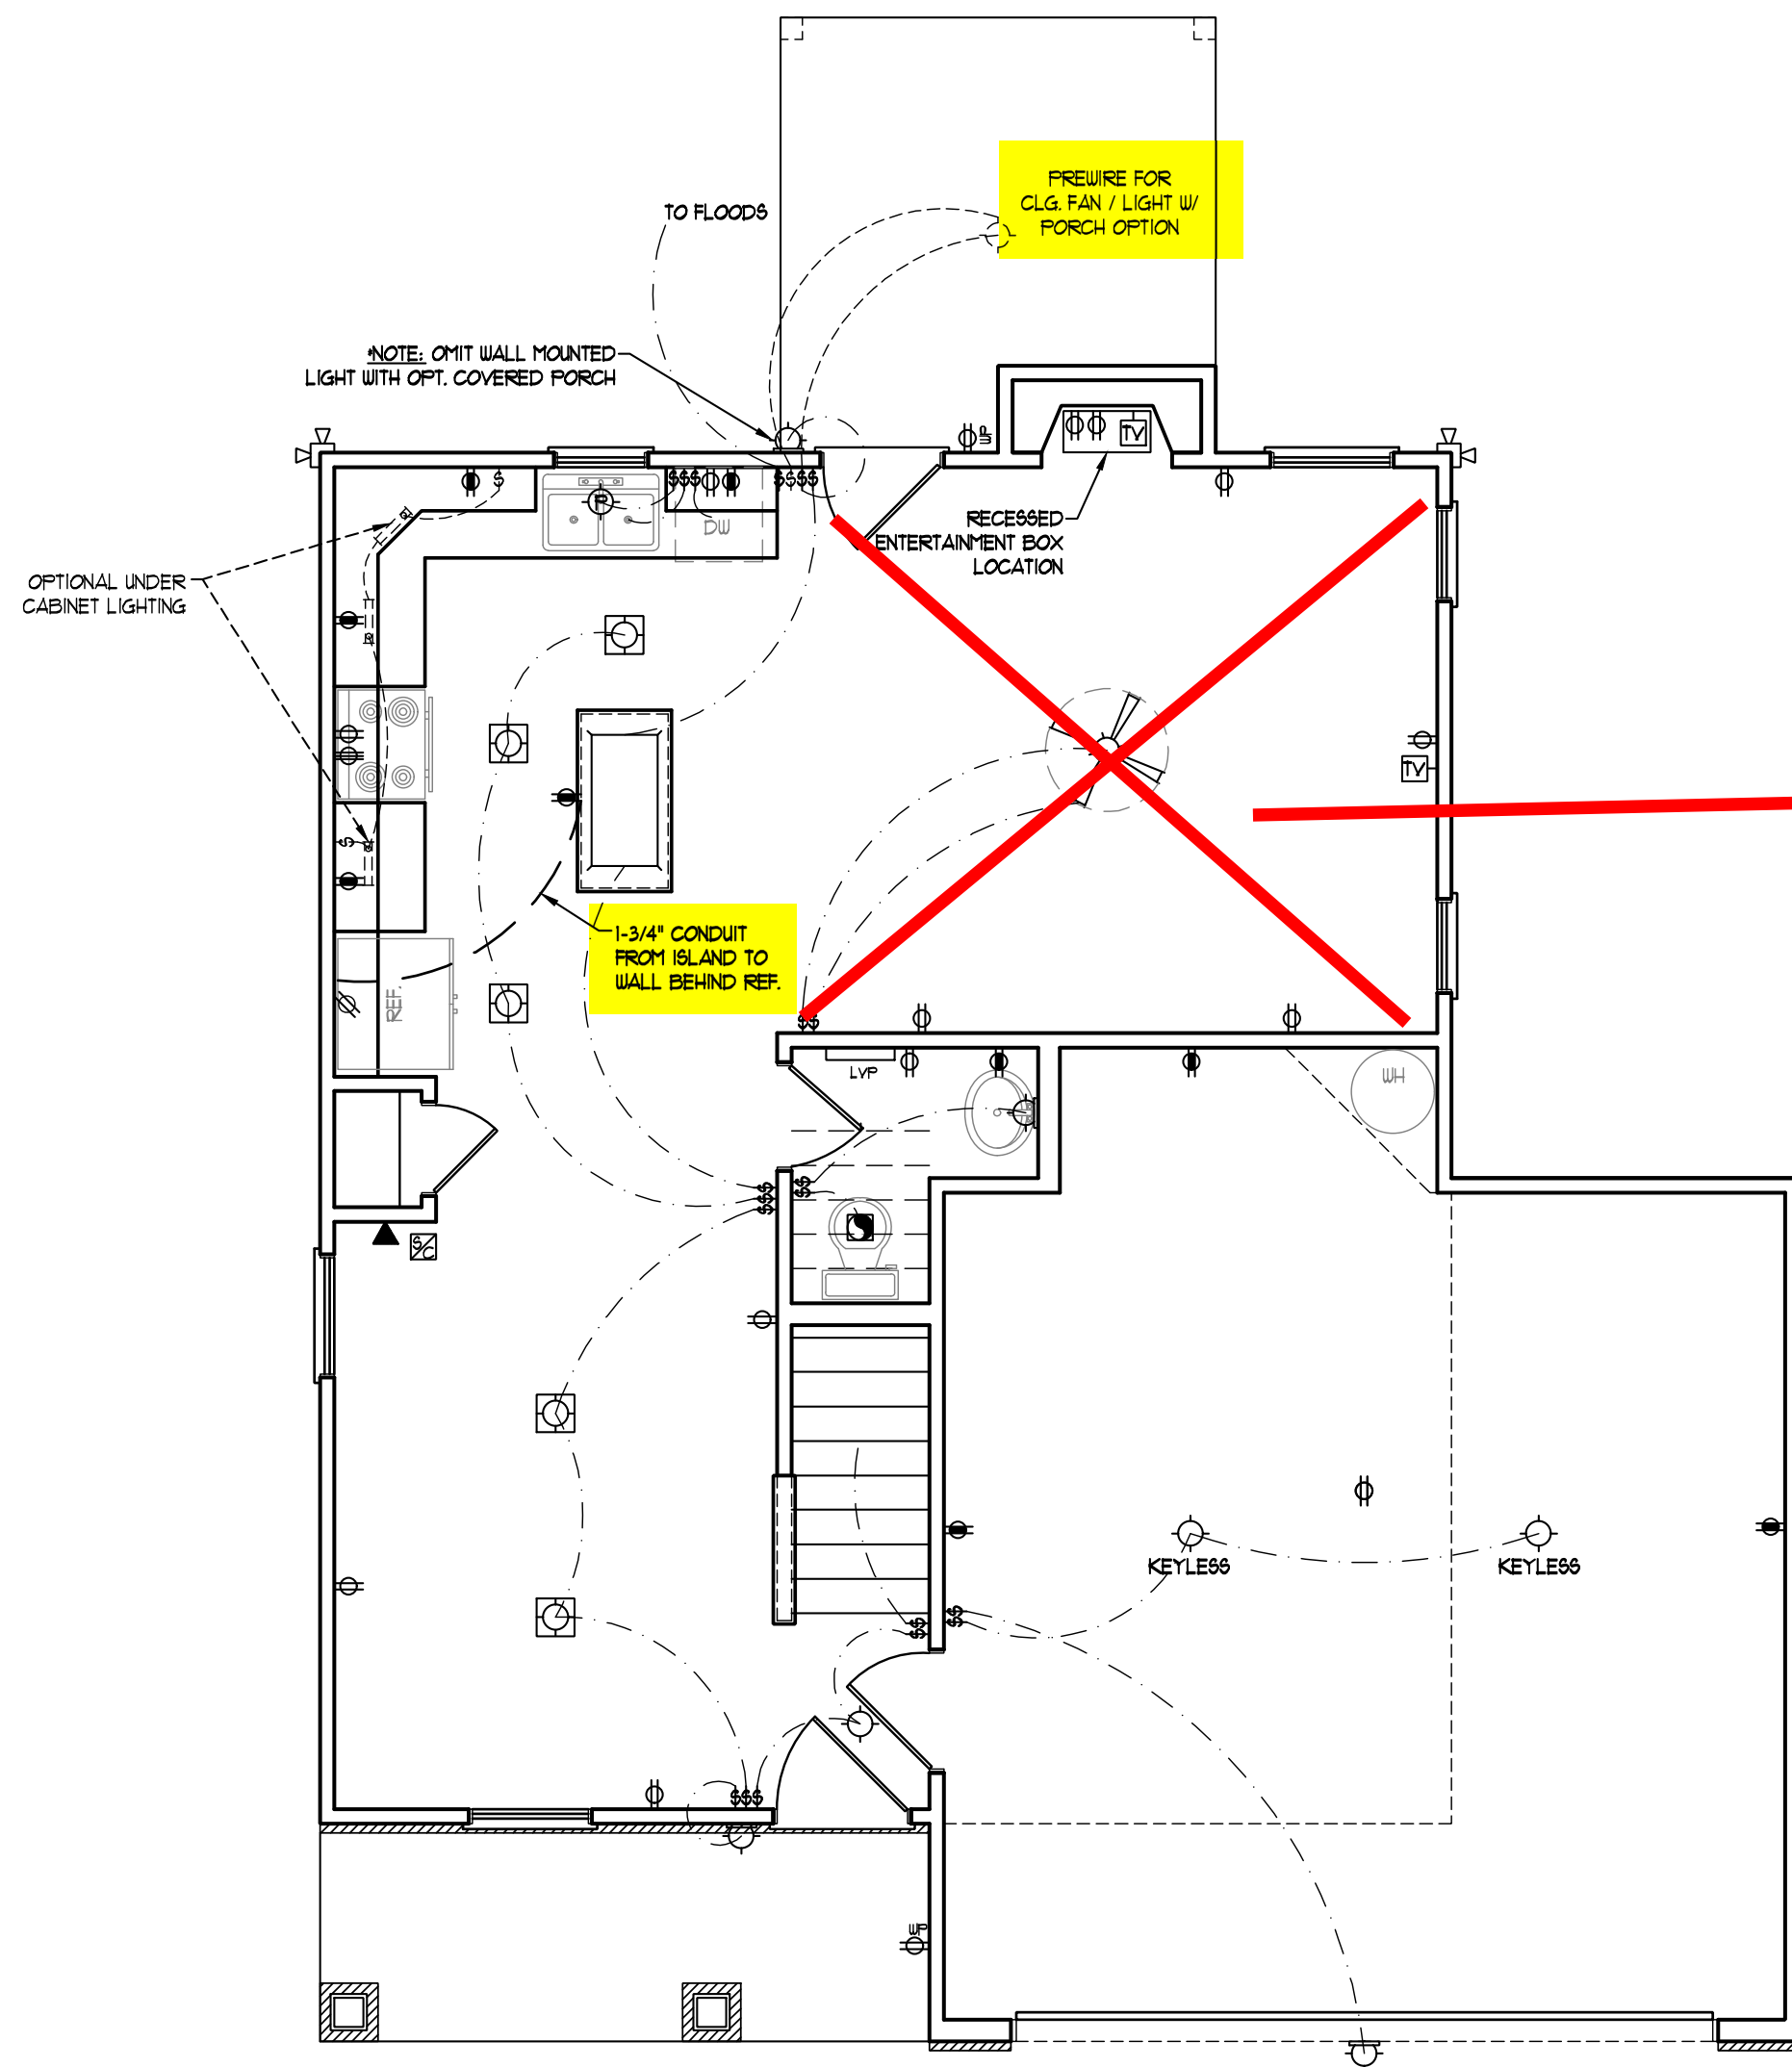 PREWIRE FOR
CLG. FAN / LIGHT W/
PORCH OPTION
TO FLOODS
*NOTE: OMIT WALL MOUNTED
LIGHT WITH OPT. COVERED PORCH
WP
TV
$
$$$
$$$$
P
DW
RECESSED
ENTERTAINMENT BOX
LOCATION
OPTIONAL UNDER
CABINET LIGHTING
TV
$
1-3/4" CONDUIT
FROM ISLAND TO
WALL BEHIND REF.
REF.
$$
LVP
WH
$$$
$$
S/C
KEYLESS
KEYLESS
$$
$$
$$$
WP